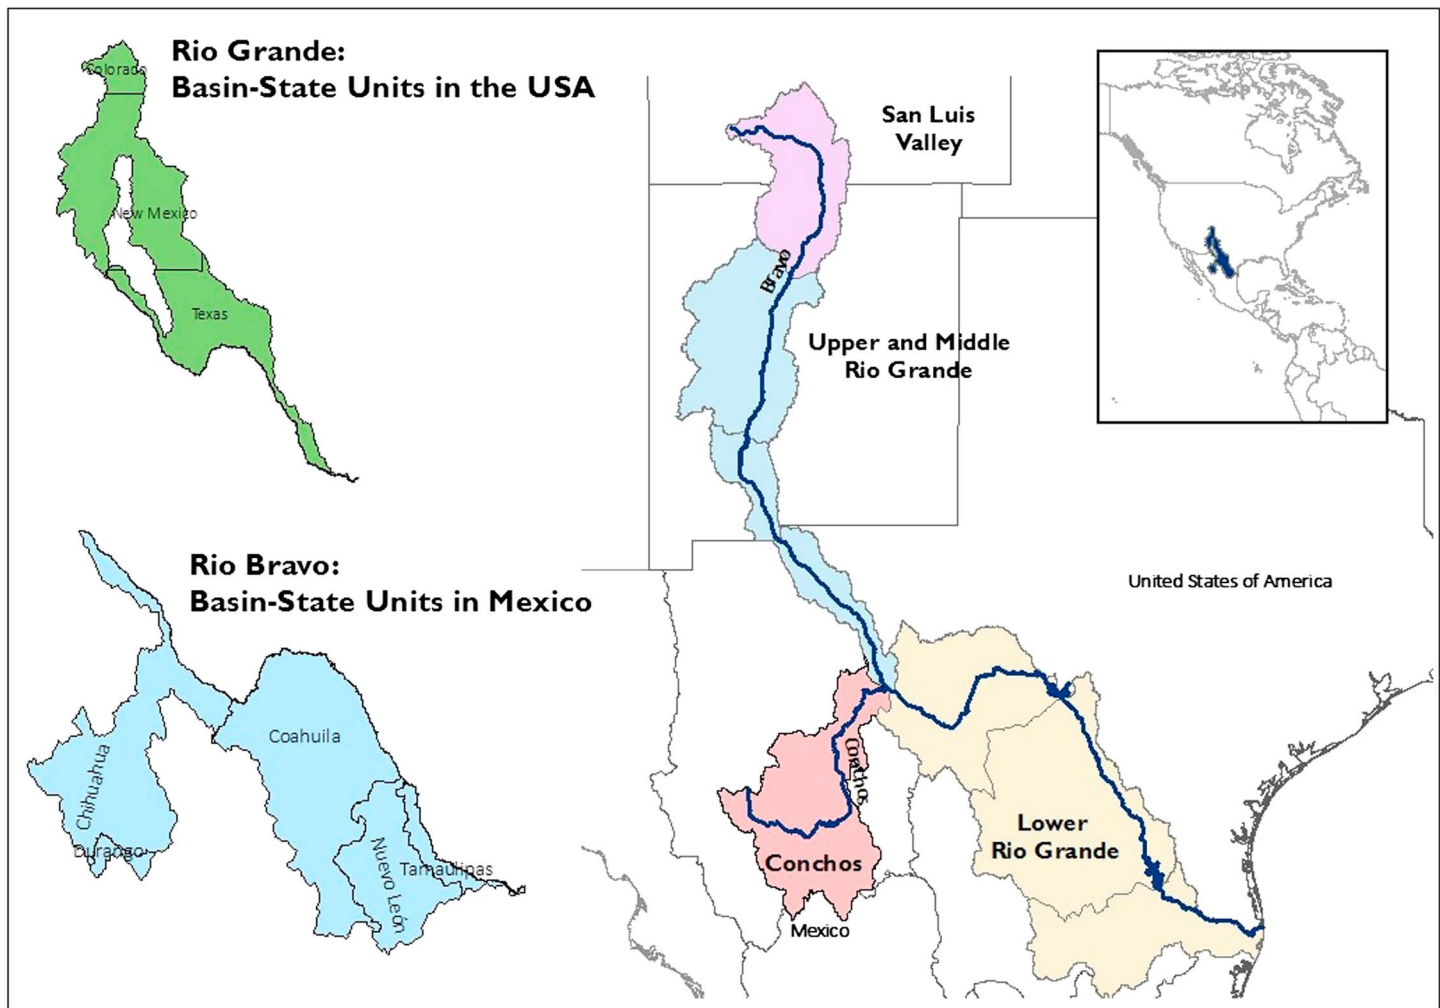 Rio Grande:
Basin-State Units in the USA
Colorado
New Mexico
Texas
Rio Bravo:
Basin-State Units in Mexico
Coahuila
Chihuahua
Durango
Nuevo León
Tamaulipas
San Luis
Valley
Bravo
Upper and Middle
Rio Grande
United States of America
Conchos
Lower
Rio Grande
Conchos
Mexico